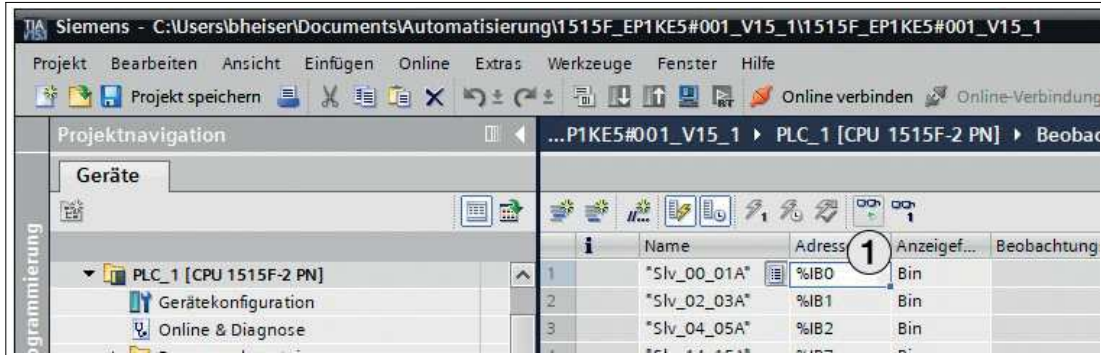 Siemens - C:\Users\bheiser\Documents\Automatisierung\1515F_EP1KE5#001_V15_1\1515F_EP1KE5#001_V15_1
Projekt Bearbeiten Ansicht Einfügen Online Extras Werkzeuge Fenster Hilfe
Projekt speichern Online verbinden Online-Verbindung
Projektnavigation
...P1KE5#001_V15_1 PLC_1 [CPU 1515F-2 PN] Beobac
Geräte
i Name Adress 1 Anzeigef... Beobachtung
PLC_1 [CPU 1515F-2 PN]
1 "Slv_00_01A" %IB0 Bin
Gerätekonfiguration
2 "Slv_02_03A" %IB1 Bin
Online & Diagnose
3 "Slv_04_05A" %IB2 Bin